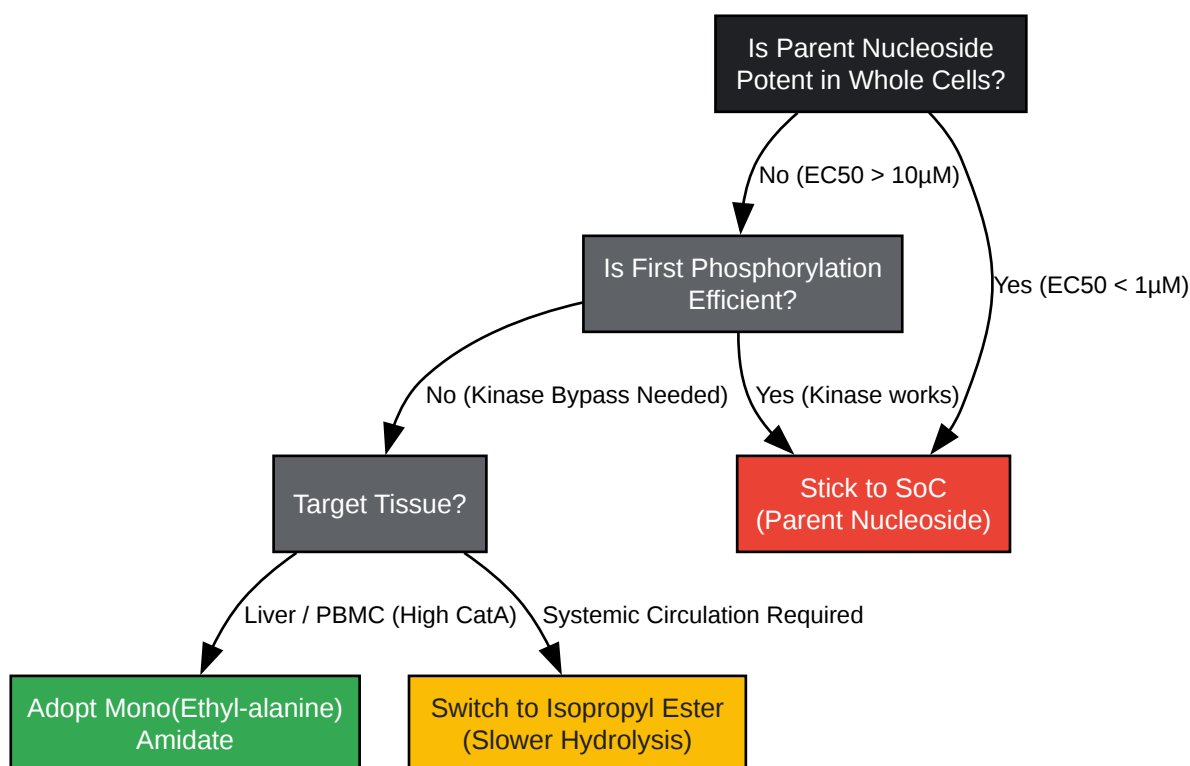 Is Parent Nucleoside
Potent in Whole Cells?
No (EC50 > 10µM)
Is First Phosphorylation
Efficient?
Yes (EC50 < 1µM)
No (Kinase Bypass Needed)
Yes (Kinase works)
Target Tissue?
Stick to SoC
(Parent Nucleoside)
Liver / PBMC (High CatA)
Systemic Circulation Required
Adopt Mono(Ethyl-alanine)
Amidate
Switch to Isopropyl Ester
(Slower Hydrolysis)